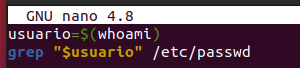 GNU nano 4.8
usuario=$(whoami)
grep "$usuario" /etc/passwd